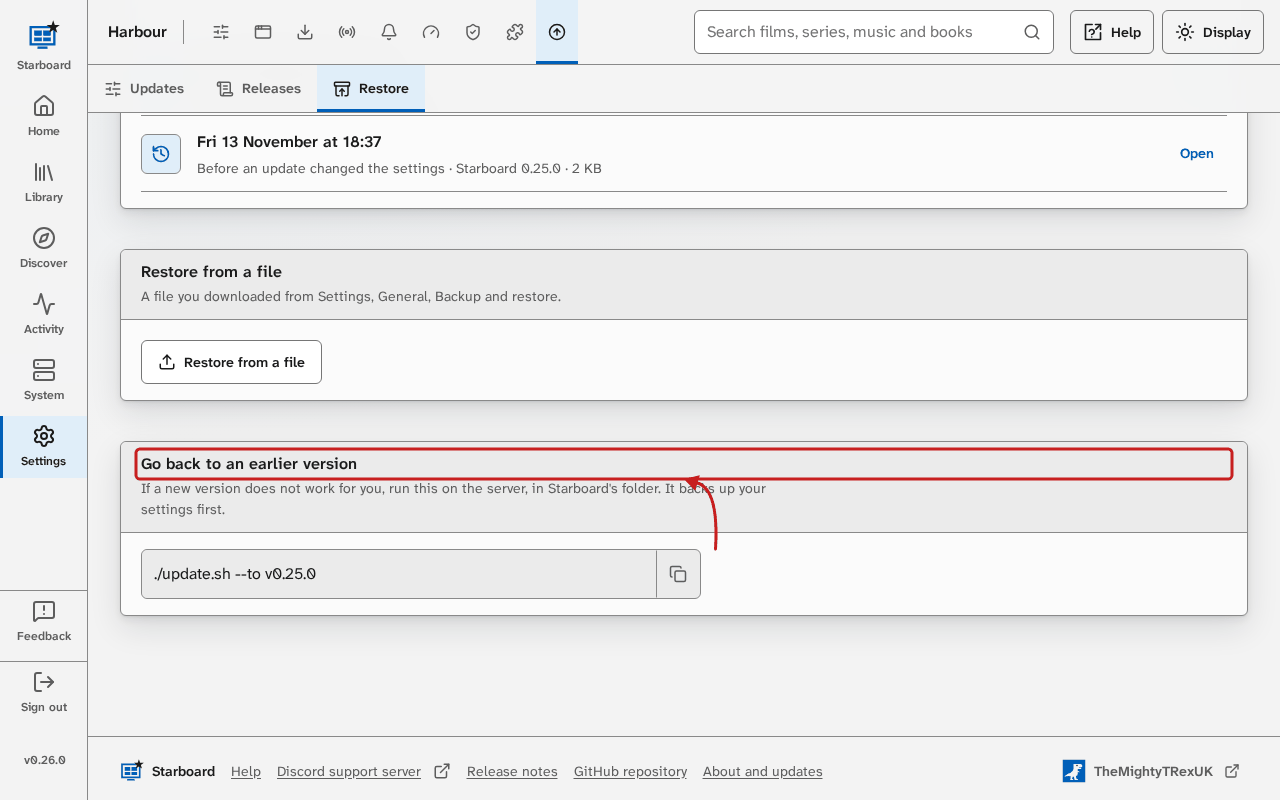 Starboard
Home
Library
Discover
Activity
System
Settings
Feedback
Sign out
v0.26.0
Harbour
Search films, series, music and books
Help
Display
Updates
Releases
Restore
Fri 13 November at 18:37
Before an update changed the settings · Starboard 0.25.0 · 2 KB
Open
Restore from a file
A file you downloaded from Settings, General, Backup and restore.
Restore from a file
Go back to an earlier version
If a new version does not work for you, run this on the server, in Starboard's folder. It backs up your
settings first.
./update.sh --to v0.25.0
Starboard
Help
Discord support server
Release notes
GitHub repository
About and updates
TheMightyTRexUK